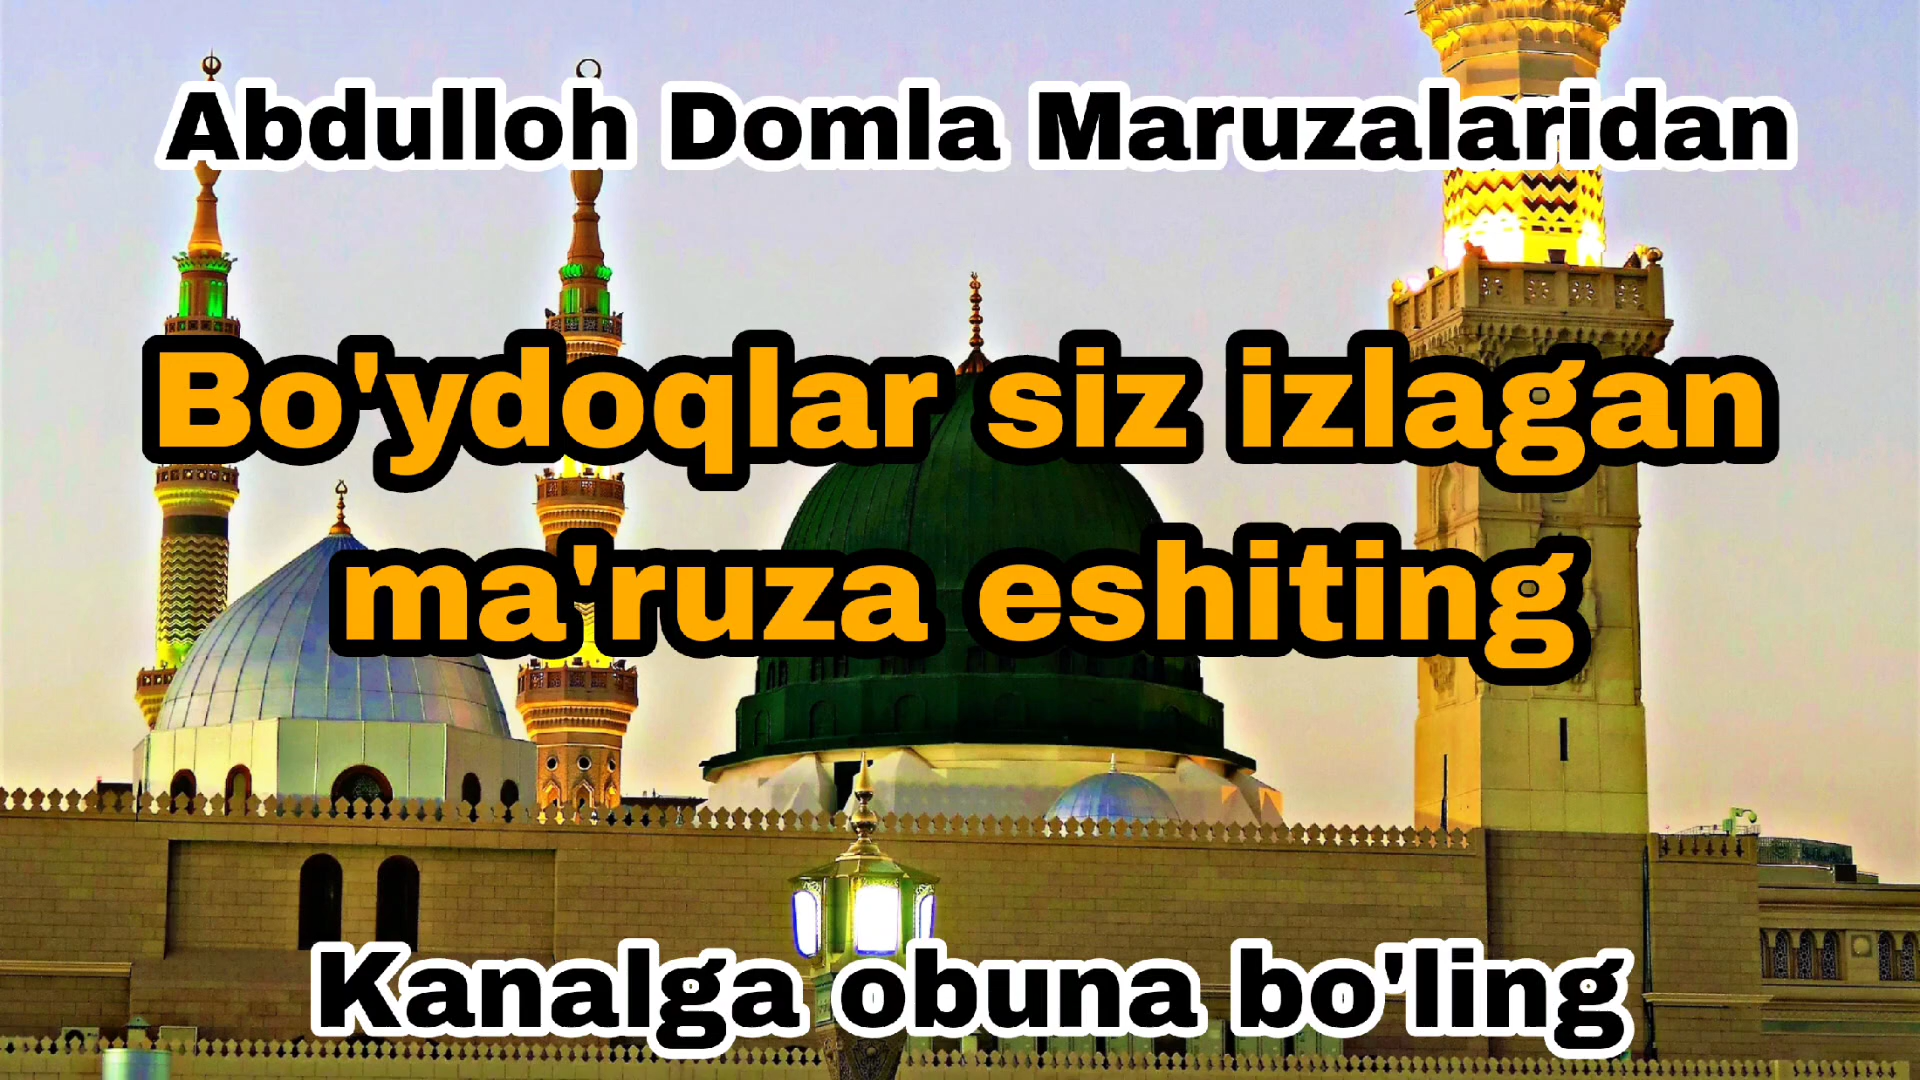 Abdulloh Domla Maruzalaridan
Bo'ydoqlar siz izlagan
ma'ruza eshiting
Kanalga obuna bo'ling